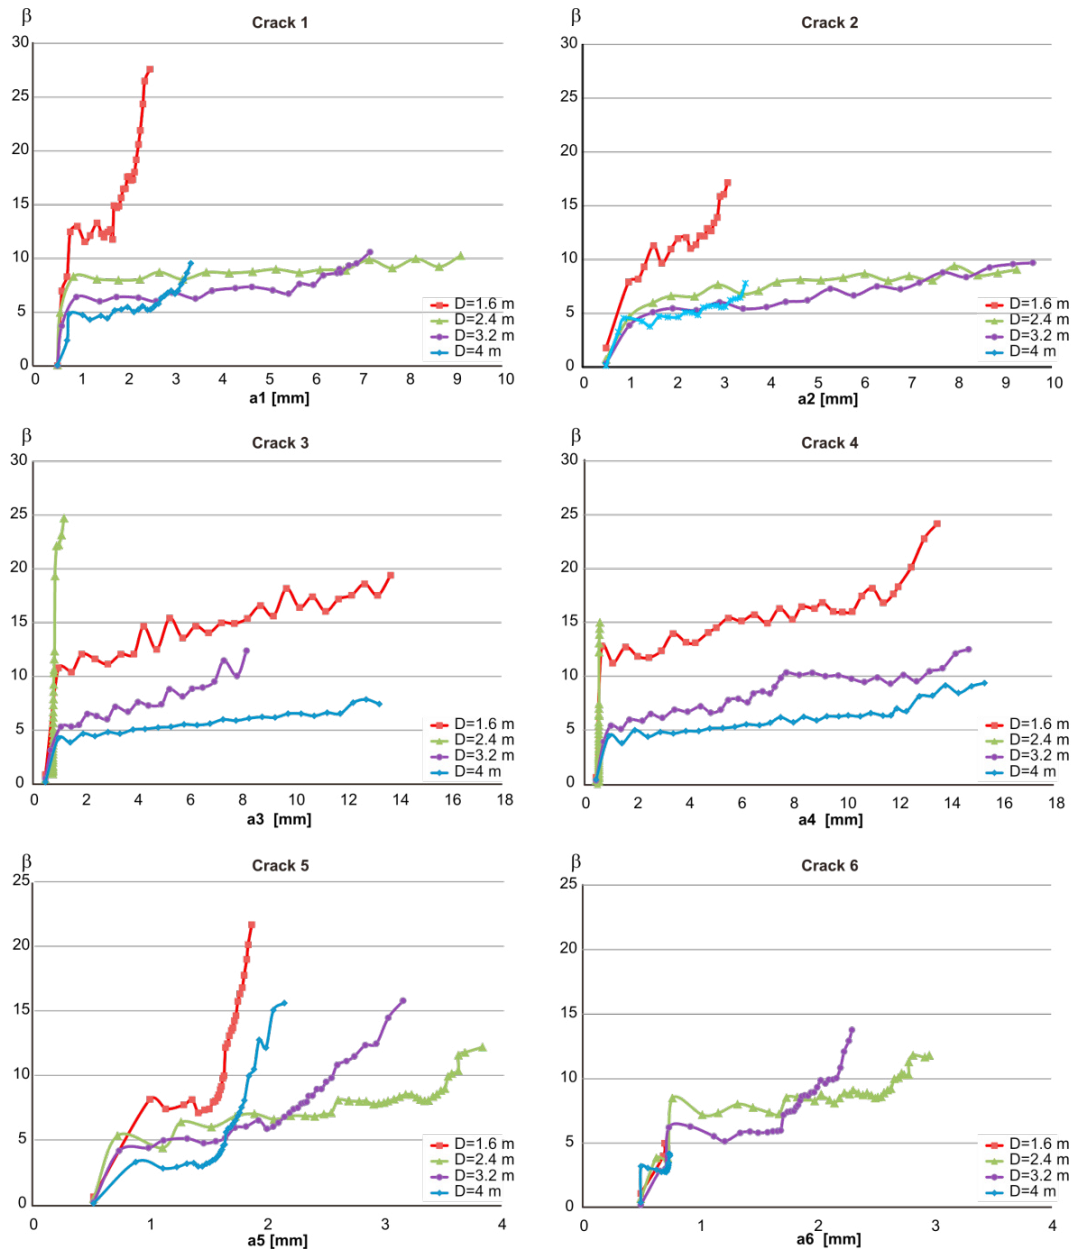 β
Crack 1
30
25
20
15
10
5
0
D=1.6 m
D=2.4 m
D=3.2 m
D=4 m
0 1 2 3 4 5 6 7 8 9 10
a1 [mm]
β
Crack 2
30
25
20
15
10
5
0
D=1.6 m
D=2.4 m
D=3.2 m
D=4 m
0 1 2 3 4 5 6 7 8 9 10
a2 [mm]
β
Crack 3
30
25
20
15
10
5
0
D=1.6 m
D=2.4 m
D=3.2 m
D=4 m
0 2 4 6 8 10 12 14 16 18
a3 [mm]
β
Crack 4
30
25
20
15
10
5
0
D=1.6 m
D=2.4 m
D=3.2 m
D=4 m
0 2 4 6 8 10 12 14 16 18
a4 [mm]
β
Crack 5
25
20
15
10
5
0
D=1.6 m
D=2.4 m
D=3.2 m
D=4 m
0 1 2 3 4
a5 [mm]
β
Crack 6
25
20
15
10
5
0
D=1.6 m
D=2.4 m
D=3.2 m
D=4 m
0 1 2 3 4
a6 [mm]